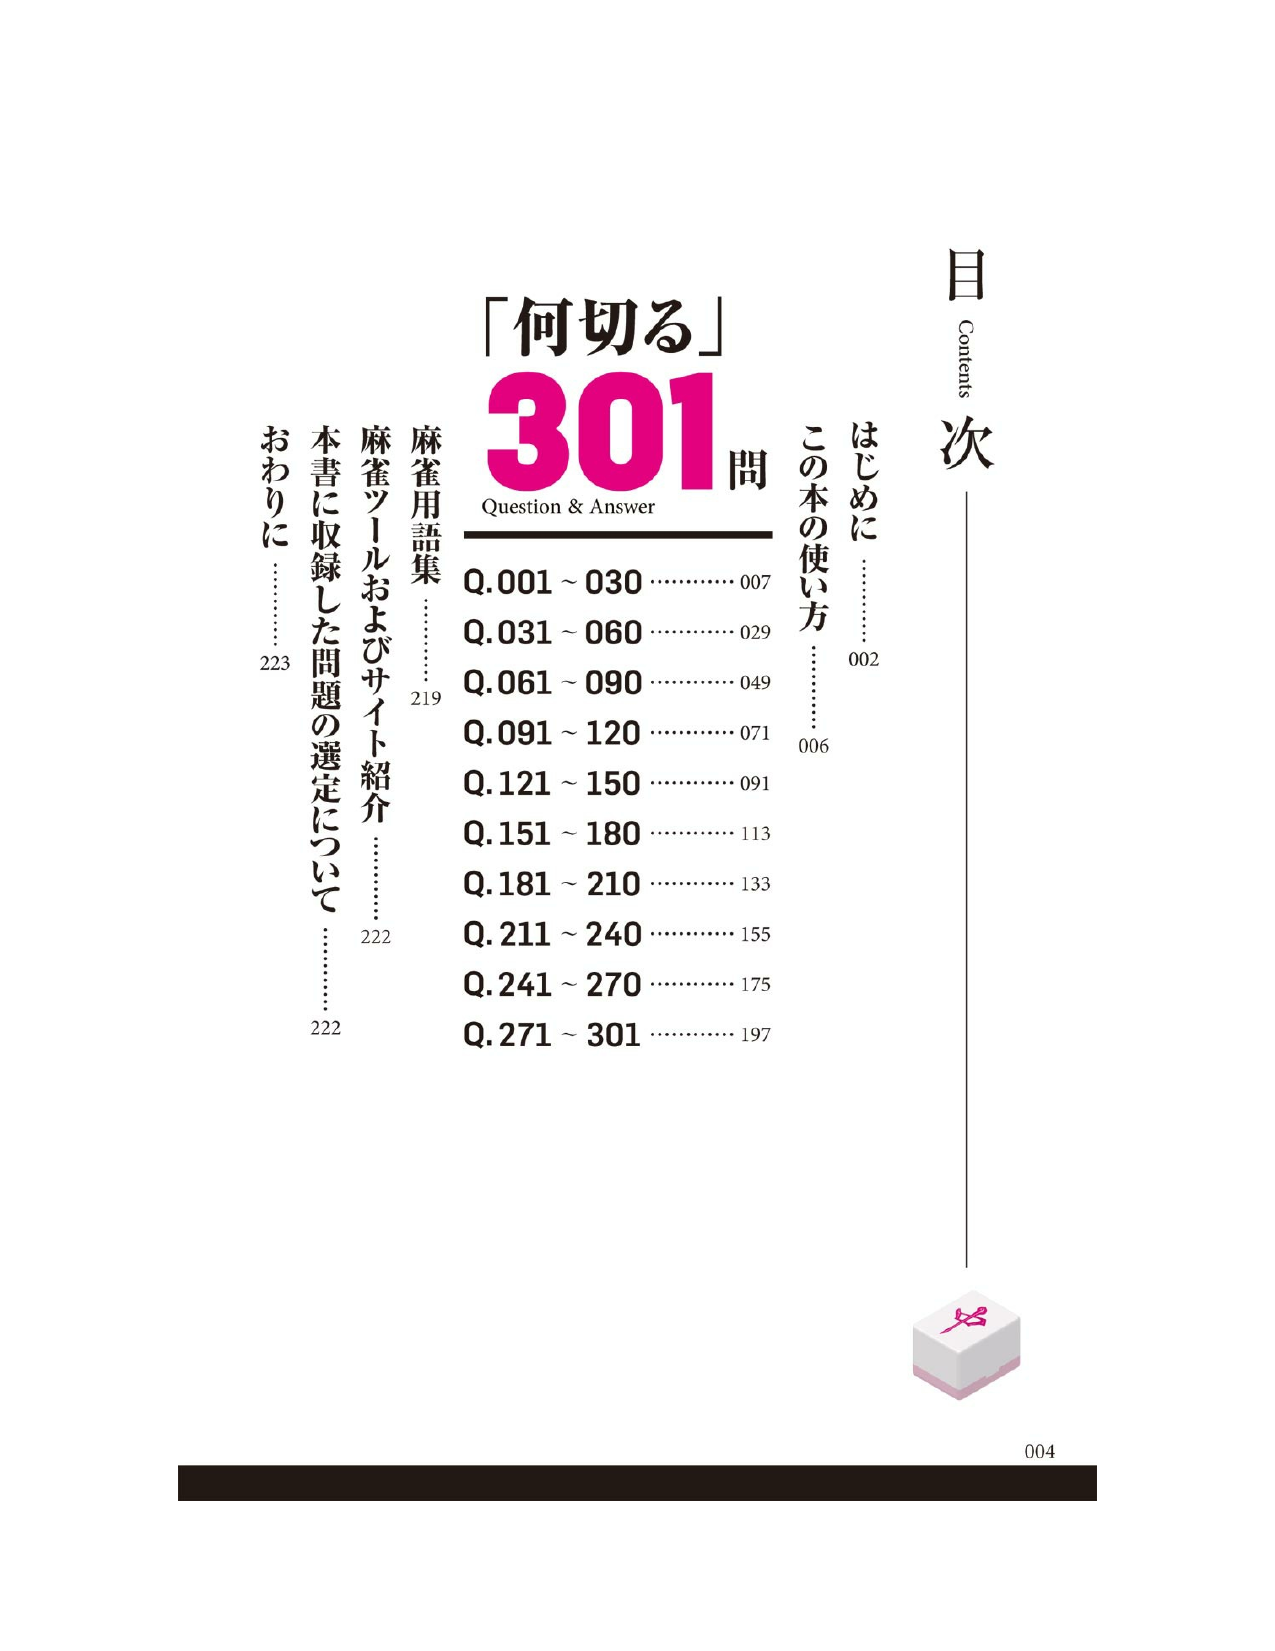 目 Contents 次
はじめに ………… 002
この本の使い方 ………… 006
「何切る」
301問
Question & Answer
Q.001 ~ 030 ………… 007
Q.031 ~ 060 ………… 029
Q.061 ~ 090 ………… 049
Q.091 ~ 120 ………… 071
Q.121 ~ 150 ………… 091
Q.151 ~ 180 ………… 113
Q.181 ~ 210 ………… 133
Q.211 ~ 240 ………… 155
Q.241 ~ 270 ………… 175
Q.271 ~ 301 ………… 197
麻雀用語集 ………… 219
麻雀ツールおよびサイト紹介 ………… 222
本書に収録した問題の選定について ………… 222
おわりに ………… 223
004